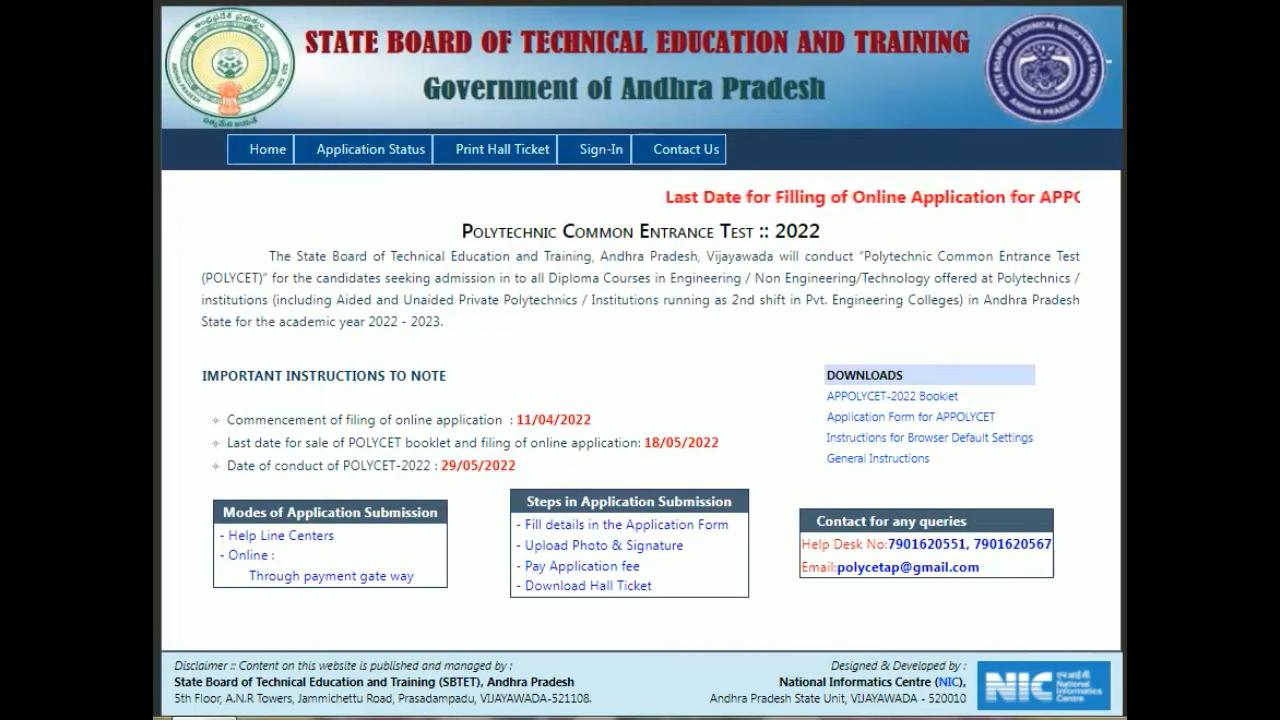 STATE BOARD OF TECHNICAL EDUCATION AND TRAINING
Government of Andhra Pradesh
Home
Application Status
Print Hall Ticket
Sign-In
Contact Us
Last Date for Filling of Online Application for APPO
POLYTECHNIC COMMON ENTRANCE TEST :: 2022
The State Board of Technical Education and Training, Andhra Pradesh, Vijayawada will conduct "Polytechnic Common Entrance Test
(POLYCET)" for the candidates seeking admission in to all Diploma Courses in Engineering / Non Engineering/Technology offered at Polytechnics /
institutions (including Aided and Unaided Private Polytechnics / Institutions running as 2nd shift in Pvt. Engineering Colleges) in Andhra Pradesh
State for the academic year 2022 - 2023.
IMPORTANT INSTRUCTIONS TO NOTE
Commencement of filing of online application : 11/04/2022
Last date for sale of POLYCET booklet and filing of online application: 18/05/2022
Date of conduct of POLYCET-2022 : 29/05/2022
DOWNLOADS
APPOLYCET-2022 Booklet
Application Form for APPOLYCET
Instructions for Browser Default Settings
General Instructions
Modes of Application Submission
- Help Line Centers
- Online :
Through payment gate way
Steps in Application Submission
- Fill details in the Application Form
- Upload Photo & Signature
- Pay Application fee
- Download Hall Ticket
Contact for any queries
Help Desk No:7901620551, 7901620567
Email:polycetap@gmail.com
Disclaimer :: Content on this website is published and managed by :
State Board of Technical Education and Training (SBTET), Andhra Pradesh
5th Floor, A.N.R Towers, Jammichettu Road, Prasadampadu, VIJAYAWADA-521108.
Designed & Developed by :
National Informatics Centre (NIC),
Andhra Pradesh State Unit, VIJAYAWADA - 520010
NIC
एन आई सी
National
Informatics
Centre